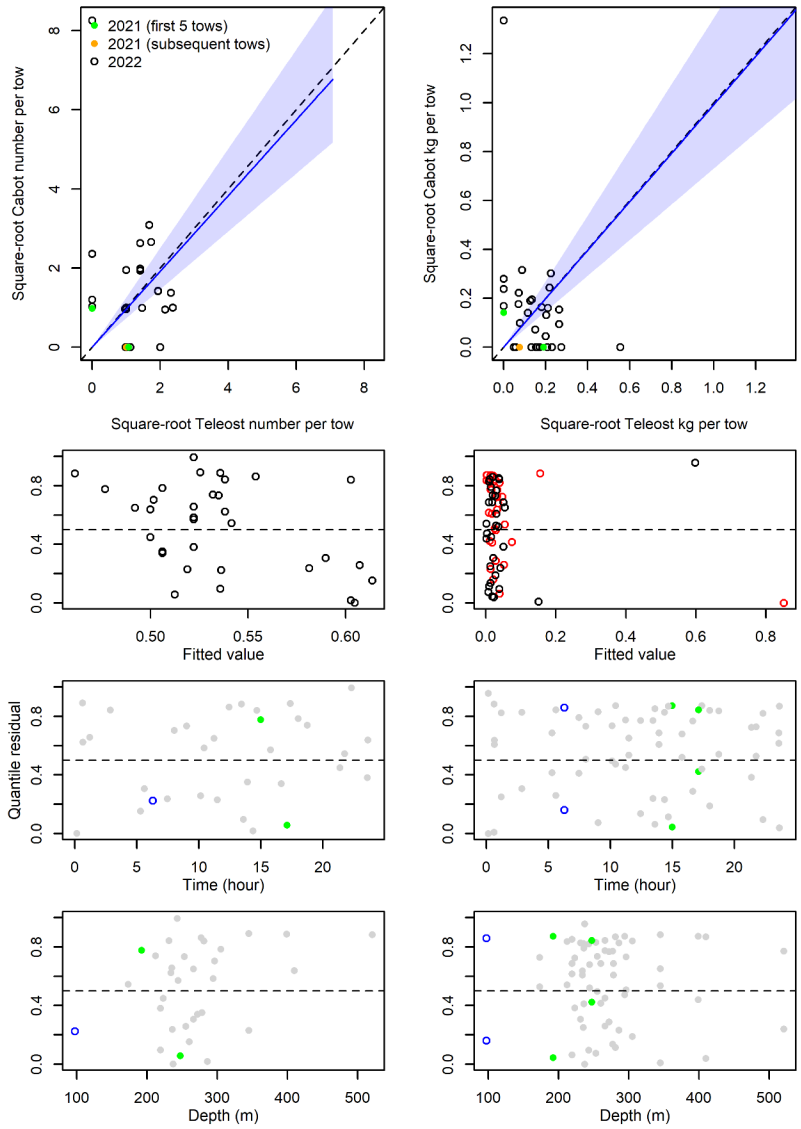 8
6
4
2
0
Square-root Cabot number per tow
2021 (first 5 tows)
2021 (subsequent tows)
2022
0 2 4 6 8
Square-root Teleost number per tow
1.2
1.0
0.8
0.6
0.4
0.2
0.0
Square-root Cabot kg per tow
0.0 0.2 0.4 0.6 0.8 1.0 1.2
Square-root Teleost kg per tow
0.8
0.4
0.0
0.50 0.55 0.60
Fitted value
0.8
0.4
0.0
0.0 0.2 0.4 0.6 0.8
Fitted value
Quantile residual
0.8
0.4
0.0
0 5 10 15 20
Time (hour)
0.8
0.4
0.0
0 5 10 15 20
Time (hour)
0.8
0.4
0.0
100 200 300 400 500
Depth (m)
0.8
0.4
0.0
100 200 300 400 500
Depth (m)